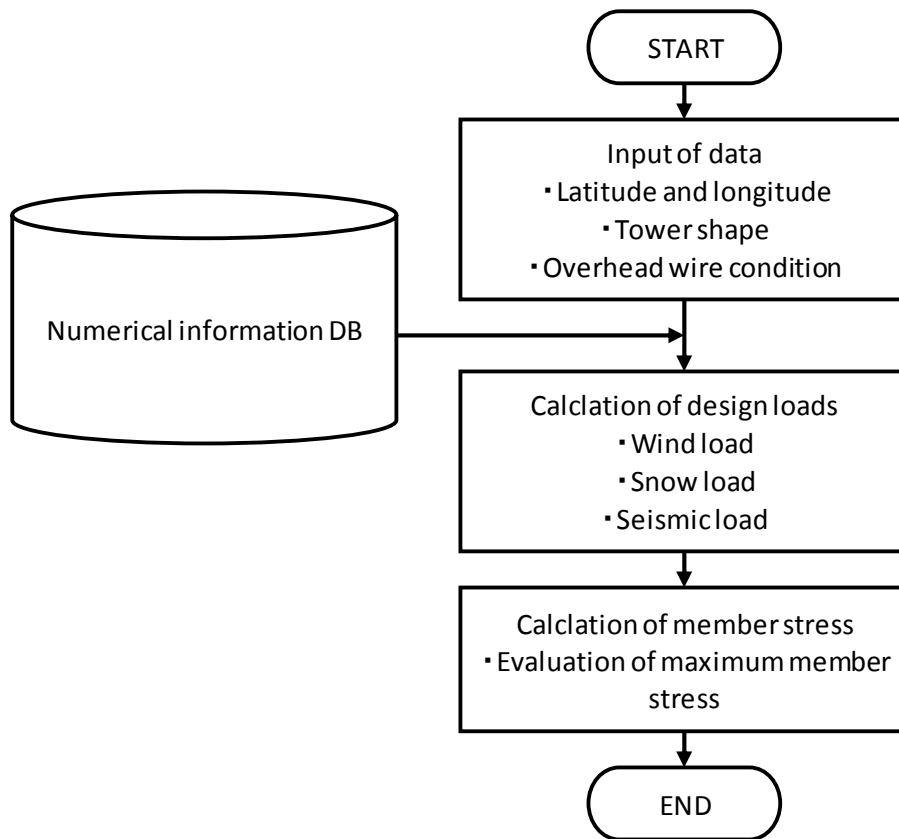 START
Input of data
・Latitude and longitude
・Tower shape
・Overhead wire condition
Numerical information DB
Calclation of design loads
・Wind load
・Snow load
・Seismic load
Calclation of member stress
・Evaluation of maximum member
stress
END